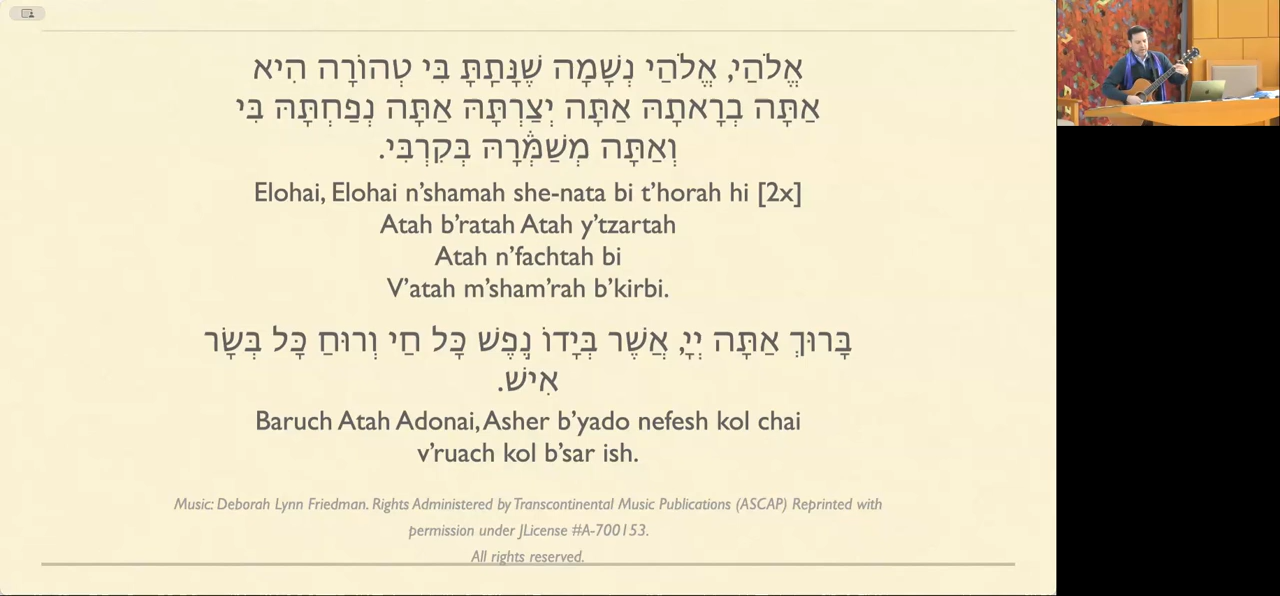 אֱלֹהַי, אֱלֹהַי נְשָׁמָה שֶׁנָּתַֽתָּ בִּי טְהוֹרָה הִיא
אַתָּה בְרָאתָהּ אַתָּה יְצַרְתָּהּ אַתָּה נְפַחְתָּהּ בִּי
וְאַתָּה מְשַׁמְּרָהּ בְּקִרְבִּי.
Elohai, Elohai n’shamah she-nata bi t’horah hi [2x]
Atah b’ratah Atah y’tzartah
Atah n’fachtah bi
V’atah m’sham’rah b’kirbi.
בָּרוּךְ אַתָּה יְיָ, אֲשֶׁר בְּיָדוֹ נֶֽפֶשׁ כָּל חַי וְרוּחַ כָּל בְּשָׂר
אִישׁ.
Baruch Atah Adonai, Asher b’yado nefesh kol chai
v’ruach kol b’sar ish.
Music: Deborah Lynn Friedman. Rights Administered by Transcontinental Music Publications (ASCAP) Reprinted with
permission under JLicense #A-700153.
All rights reserved.